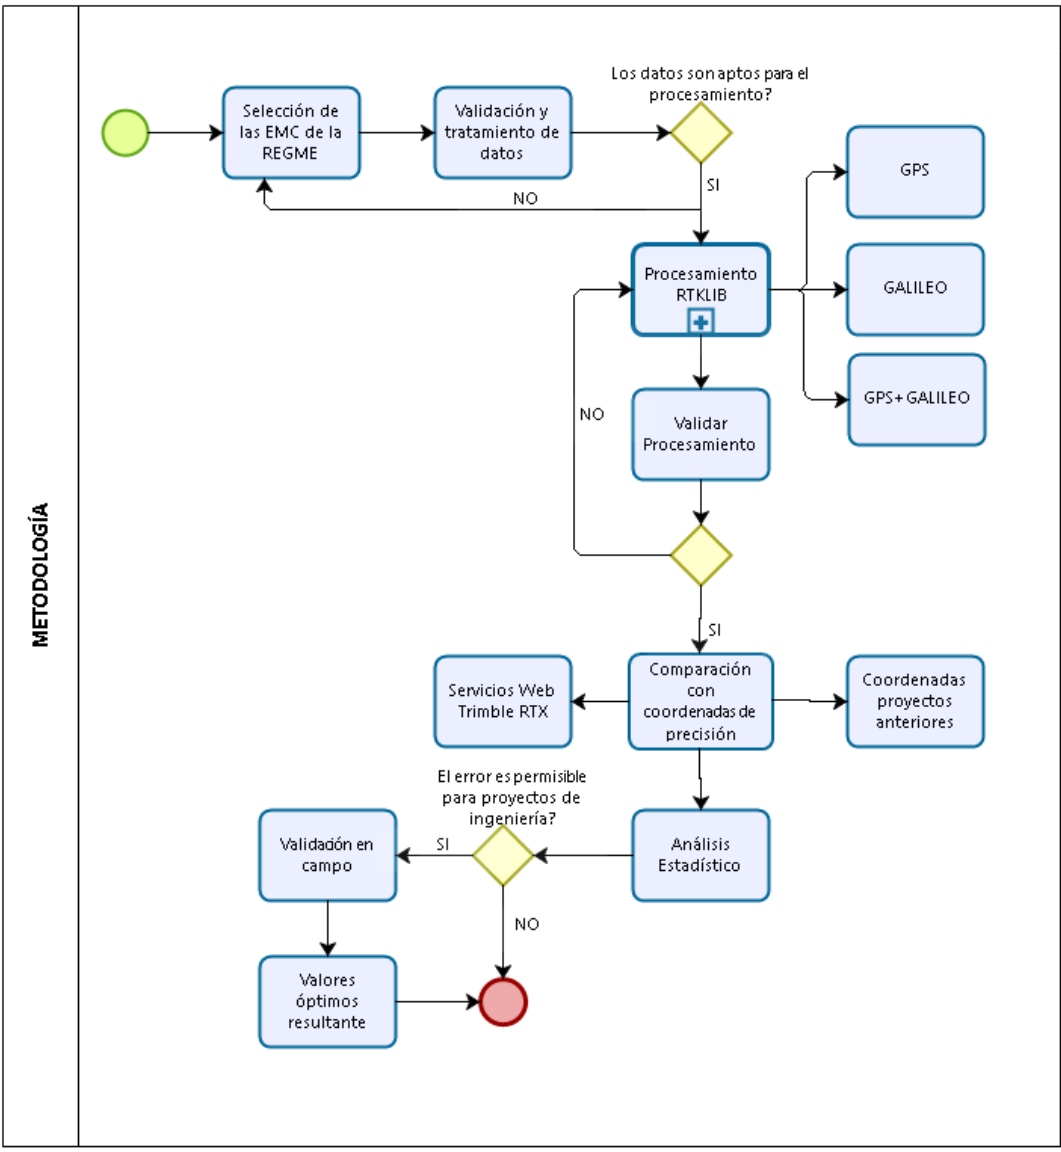 METODOLOGÍA
Los datos son aptos para el
procesamiento?
Selección de
las EMC de la
REGME
Validación y
tratamiento de
datos
GPS
SI
NO
Procesamiento
RTKLIB
GALILEO
GPS+GALILEO
NO
Validar
Procesamiento
SI
Servicios Web
Trimble RTX
Comparación
con
coordenadas de
precisión
Coordenadas
proyectos
anteriores
El error es permisible
para proyectos de
ingeniería?
Validación en
campo
SI
Análisis
Estadístico
NO
Valores
óptimos
resultante